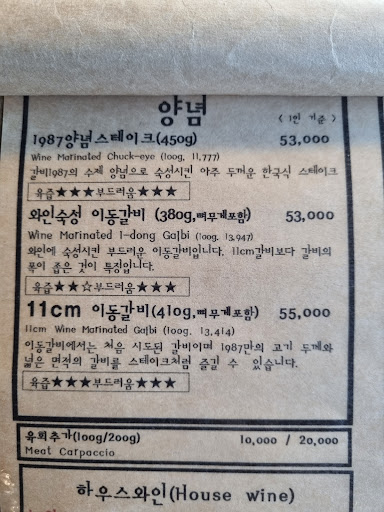 양념
< 1인 기준 >
1987양념스테이크(450g) 53,000
Wine Marinated Chuck-eye (100g, 11,777)
갈비1987의 수제 양념으로 숙성시킨 아주 두꺼운 한국식 스테이크
육즙★★★부드러움★★★
와인숙성 이동갈비 (380g,뼈무게포함) 53,000
Wine Marinated I-dong Galbi (100g, 13,947)
와인에 숙성시킨 부드러운 이동갈비입니다. 11cm갈비보다 갈비의
폭이 좁은 것이 특징입니다.
육즙★★☆부드러움★★★
11cm 이동갈비(410g,뼈무게포함) 55,000
11cm Wine Marinated Galbi (100g. 13,414)
이동갈비에서는 처음 시도된 갈비이며 1987만의 고기 두께와
넓은 면적의 갈비를 스테이크처럼 즐길 수 있습니다.
육즙★★★부드러움★★★
육회추가(100g/200g) 10,000 / 20,000
Meat Carpaccio
하우스와인(House wine)